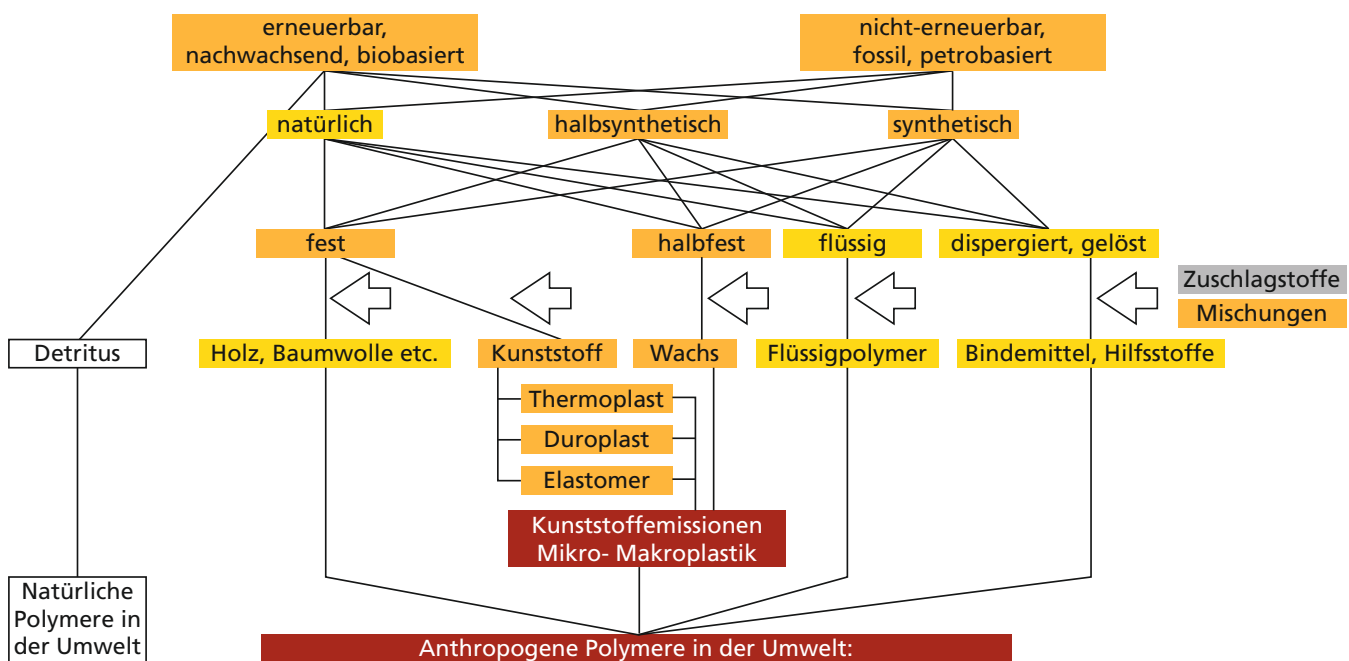 erneuerbar,
nachwachsend, biobasiert
nicht-erneuerbar,
fossil, petrobasiert
natürlich
halbsynthetisch
synthetisch
fest
halbfest
flüssig
dispergiert, gelöst
Zuschlagstoffe
Mischungen
Detritus
Holz, Baumwolle etc.
Kunststoff
Wachs
Flüssigpolymer
Bindemittel, Hilfsstoffe
Thermoplast
Duroplast
Elastomer
Kunststoffemissionen
Mikro- Makroplastik
Natürliche
Polymere in
der Umwelt
Anthropogene Polymere in der Umwelt: